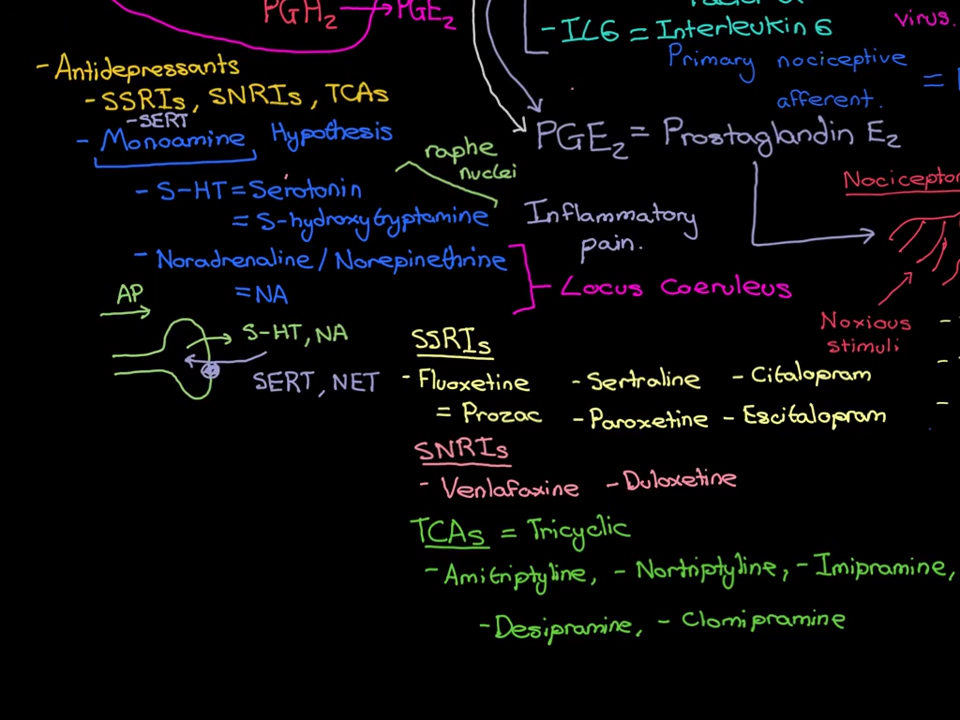 PGH2 → PGE2
- IL6 = Interleukin 6
virus.
Primary nociceptive
afferent.
=
PGE2 = Prostaglandin E2
Nociceptor
Inflammatory
pain.
Noxious
stimuli
- Antidepressants
- SSRIs, SNRIs, TCAs
- SERT
- Monoamine Hypothesis
raphe
nuclei
- 5-HT = Serotonin
= 5-hydroxytryptamine
- Noradrenaline / Norepinethrine
= NA
Locus Coeruleus
AP
5-HT, NA
SERT, NET
SSRIs
- Fluoxetine - Sertraline - Citalopram
= Prozac - Paroxetine - Escitalopram
SNRIs
- Venlafaxine - Duloxetine
TCAs = Tricyclic
- Amitriptyline, - Nortriptyline, - Imipramine,
- Desipramine, - Clomipramine